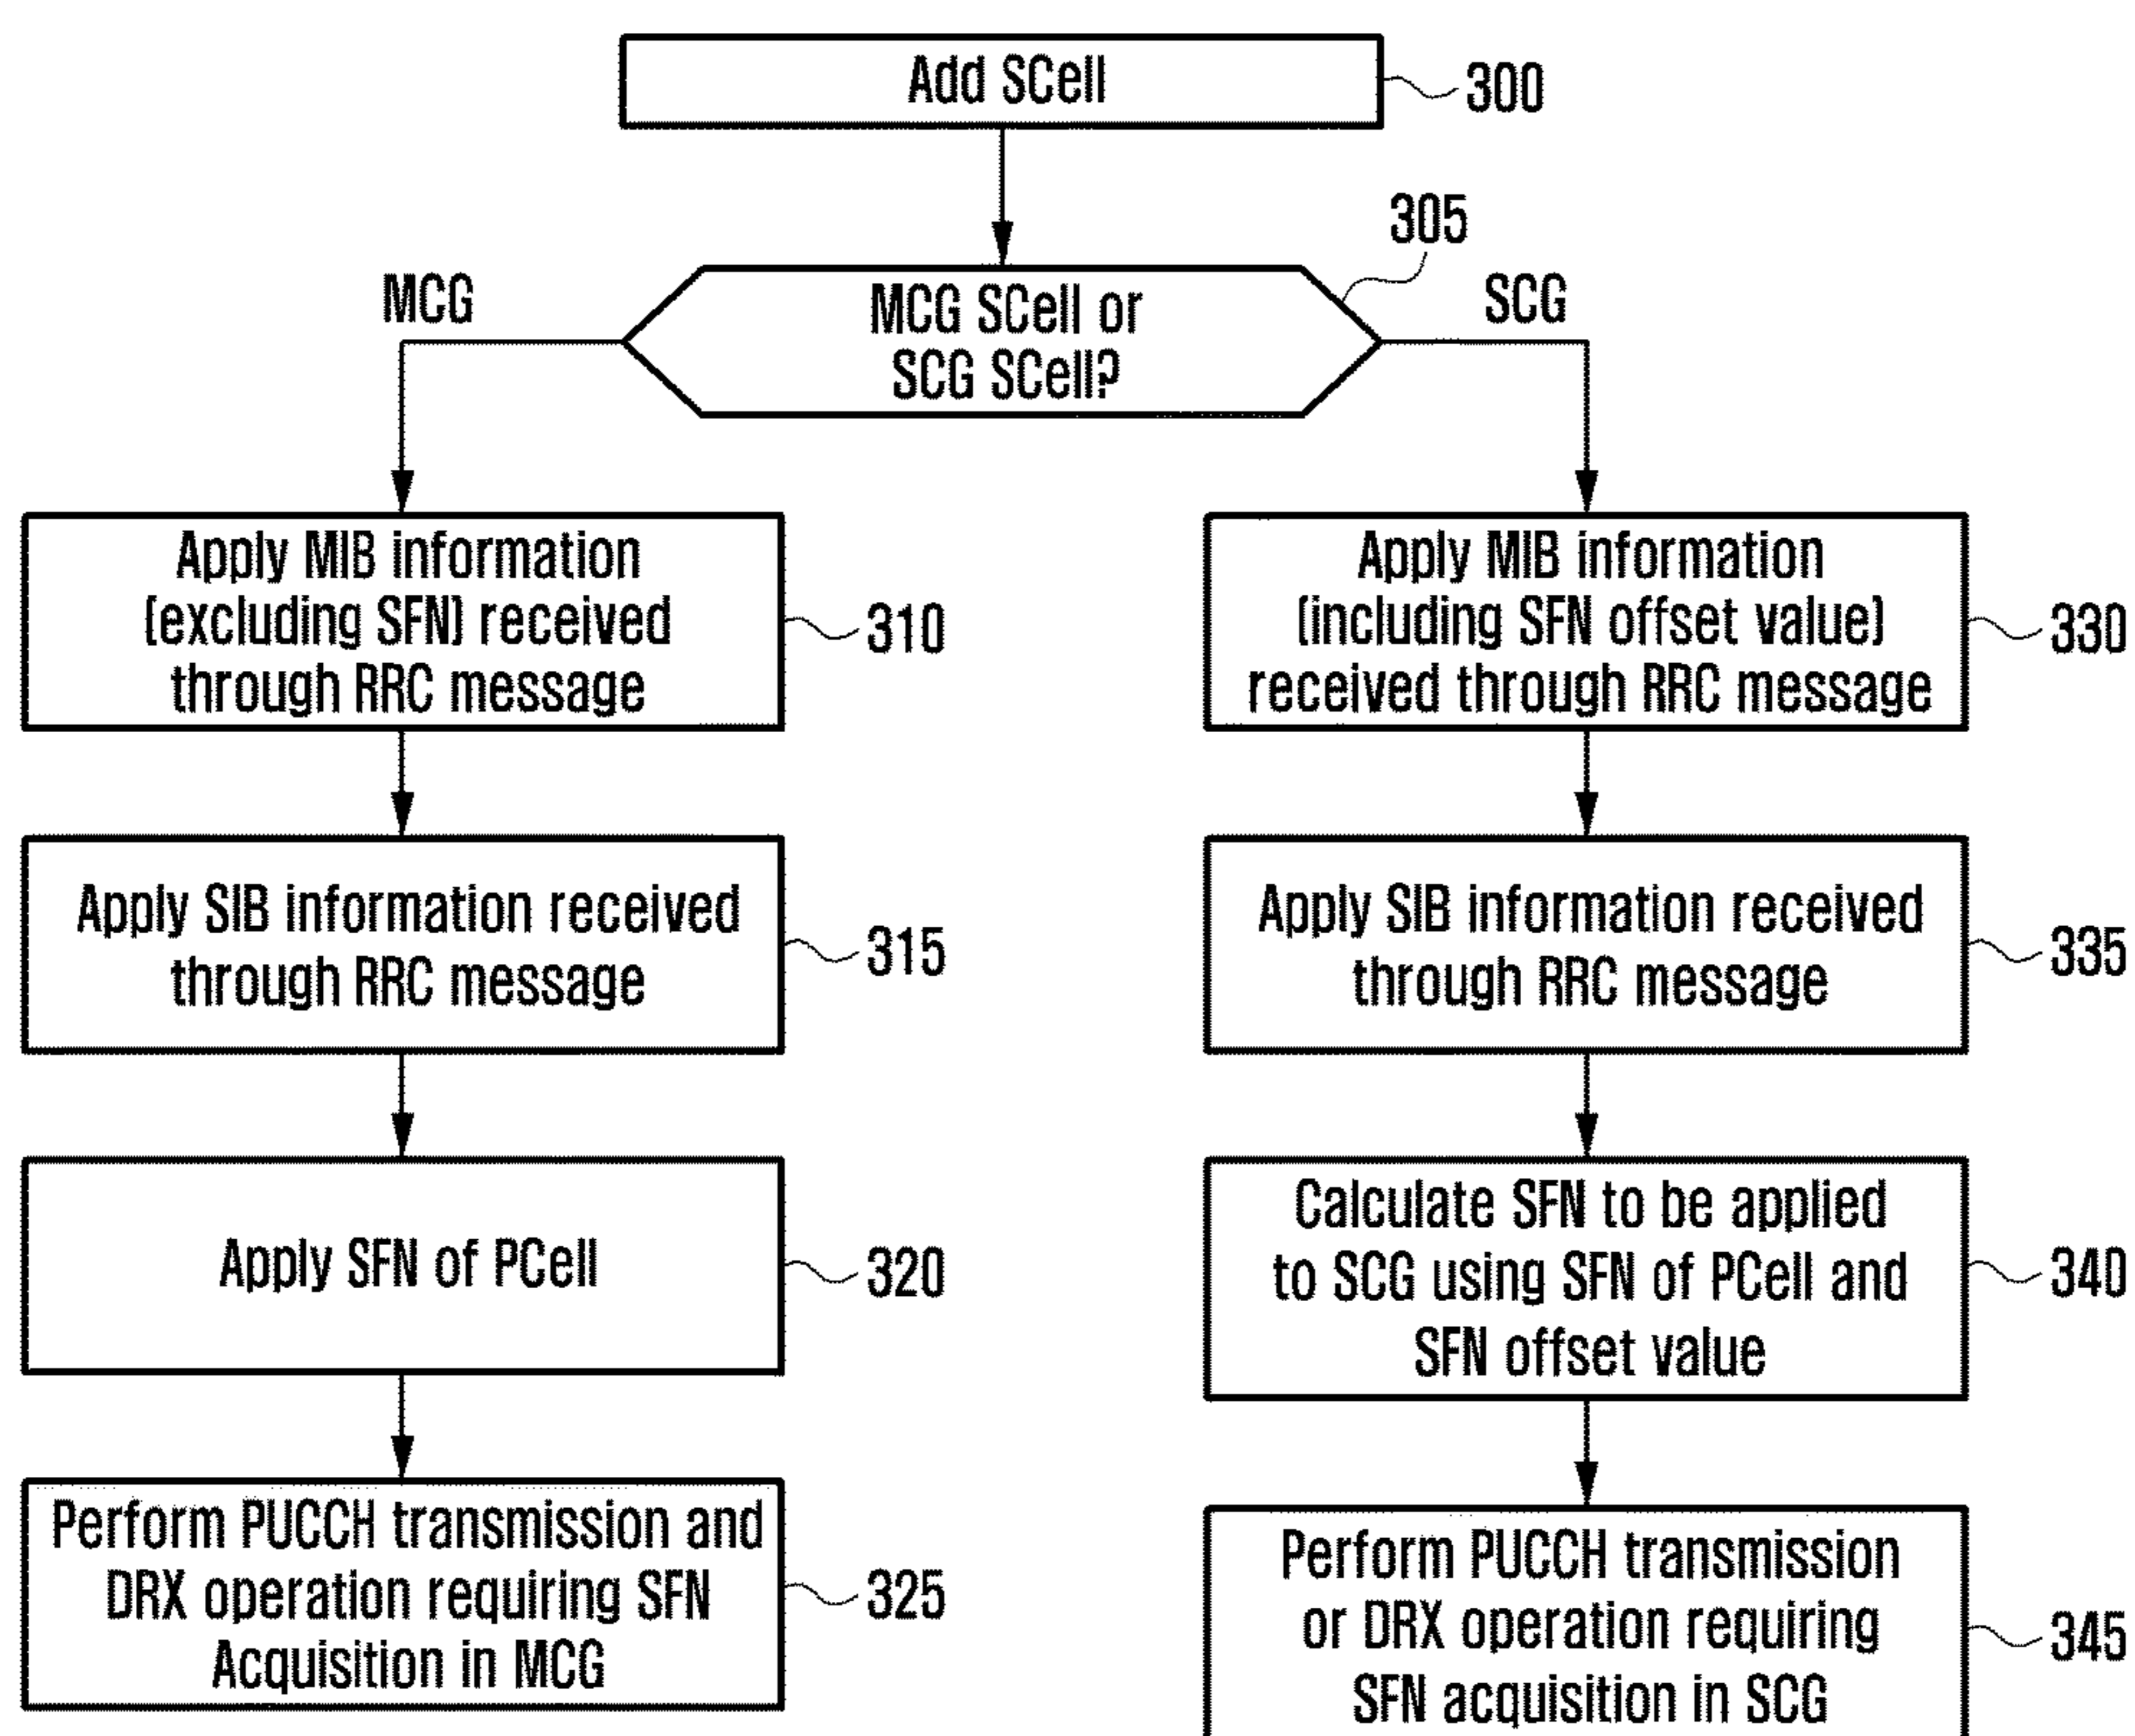 Add SCell
300
305
MCG
MCG SCell or
SCG SCell?
SCG
Apply MIB information
(excluding SFN) received
through RRC message
310
Apply MIB information
(including SFN offset value)
received through RRC message
330
Apply SIB information received
through RRC message
315
Apply SIB information received
through RRC message
335
Apply SFN of PCell
320
Calculate SFN to be applied
to SCG using SFN of PCell and
SFN offset value
340
Perform PUCCH transmission and
DRX operation requiring SFN
Acquisition in MCG
325
Perform PUCCH transmission
or DRX operation requiring
SFN acquisition in SCG
345